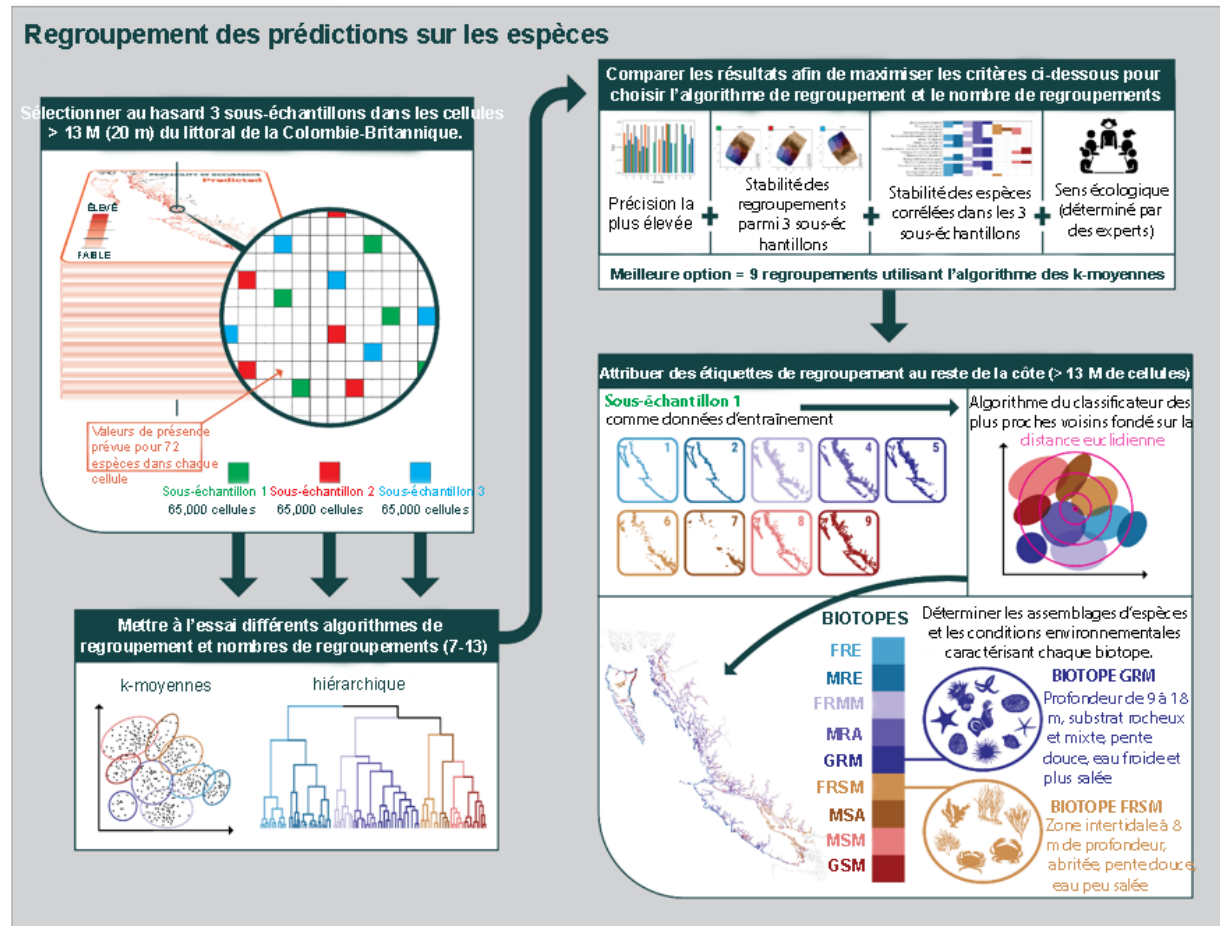 Regroupement des prédictions sur les espèces
Sélectionner au hasard 3 sous-échantillons dans les cellules
> 13 M (20 m) du littoral de la Colombie-Britannique.
PROBABILITY OF OCCURRENCE
Predicted
ÉLEVÉ
FAIBLE
Valeurs de présence
prévue pour 72
espèces dans chaque
cellule
Sous-échantillon 1 Sous-échantillon 2 Sous-échantillon 3
65,000 cellules 65,000 cellules 65,000 cellules
Mettre à l'essai différents algorithmes de
regroupement et nombres de regroupements (7-13)
k-moyennes hiérarchique
Comparer les résultats afin de maximiser les critères ci-dessous pour
choisir l'algorithme de regroupement et le nombre de regroupements
Précision la
plus élevée
+
Stabilité des
regroupements
parmi 3 sous-éc
hantillons
+
Stabilité des espèces
corrélées dans les 3
sous-échantillons
+
Sens écologique
(déterminé par
des experts)
Meilleure option = 9 regroupements utilisant l'algorithme des k-moyennes
Attribuer des étiquettes de regroupement au reste de la côte (> 13 M de cellules)
Sous-échantillon 1
comme données d'entraînement
1 2 3 4 5
6 7 8 9
Algorithme du classificateur des
plus proches voisins fondé sur la
distance euclidienne
BIOTOPES
FRE
MRE
FRMM
MRA
GRM
FRSM
MSA
MSM
GSM
Déterminer les assemblages d'espèces
et les conditions environnementales
caractérisant chaque biotope.
BIOTOPE GRM
Profondeur de 9 à 18
m, substrat rocheux
et mixte, pente
douce, eau froide et
plus salée
BIOTOPE FRSM
Zone intertidale à 8
m de profondeur,
abritée, pente douce,
eau peu salée